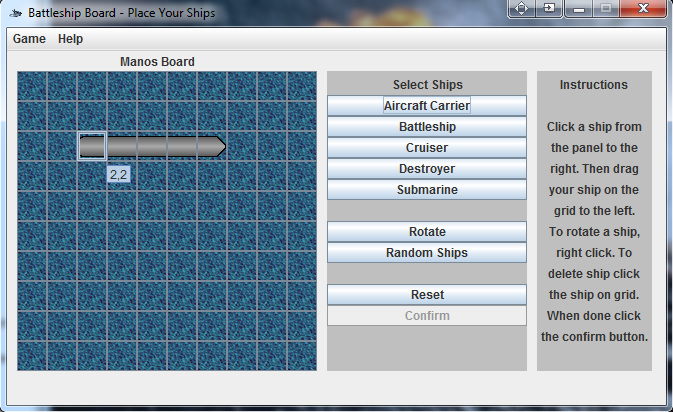 Battleship Board - Place Your Ships
Game Help
Manos Board
2,2
Select Ships
Aircraft Carrier
Battleship
Cruiser
Destroyer
Submarine
Rotate
Random Ships
Reset
Confirm
Instructions
Click a ship from
the panel to the
right. Then drag
your ship on the
grid to the left.
To rotate a ship,
right click. To
delete ship click
the ship on grid.
When done click
the confirm button.